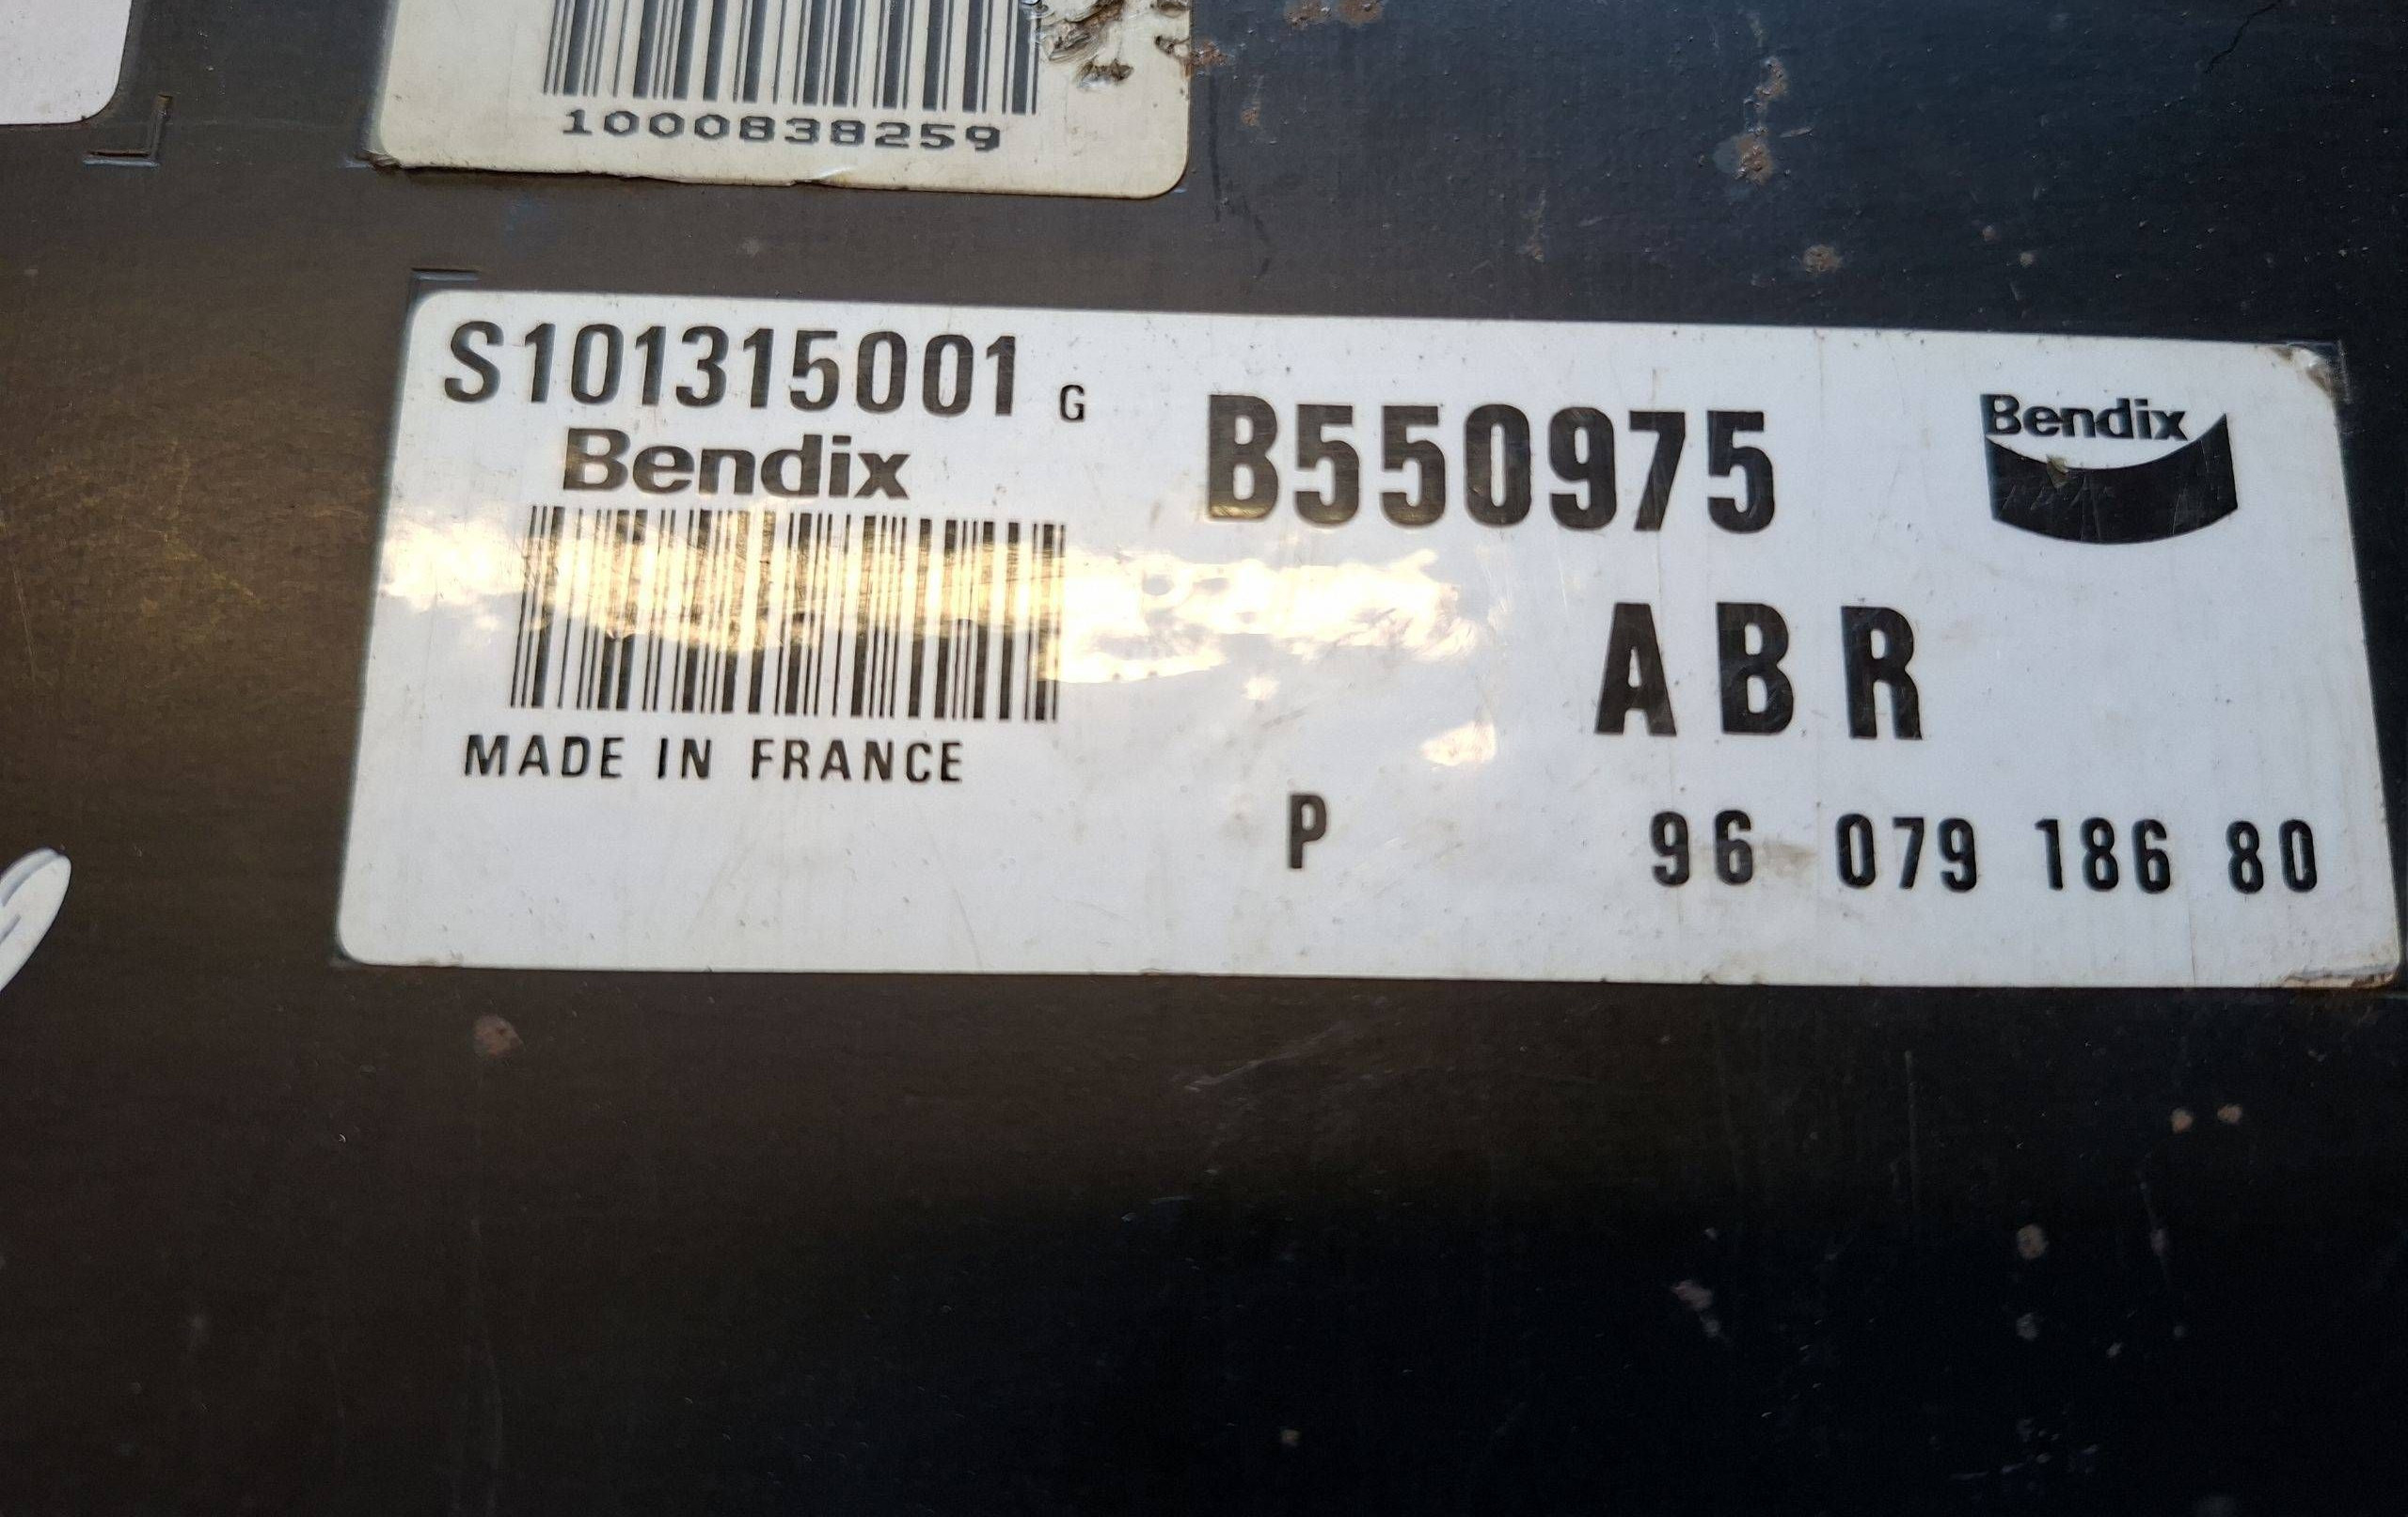 1000838259
S101315001 G
Bendix
MADE IN FRANCE
B550975
Bendix
ABR
P 96 079 186 80